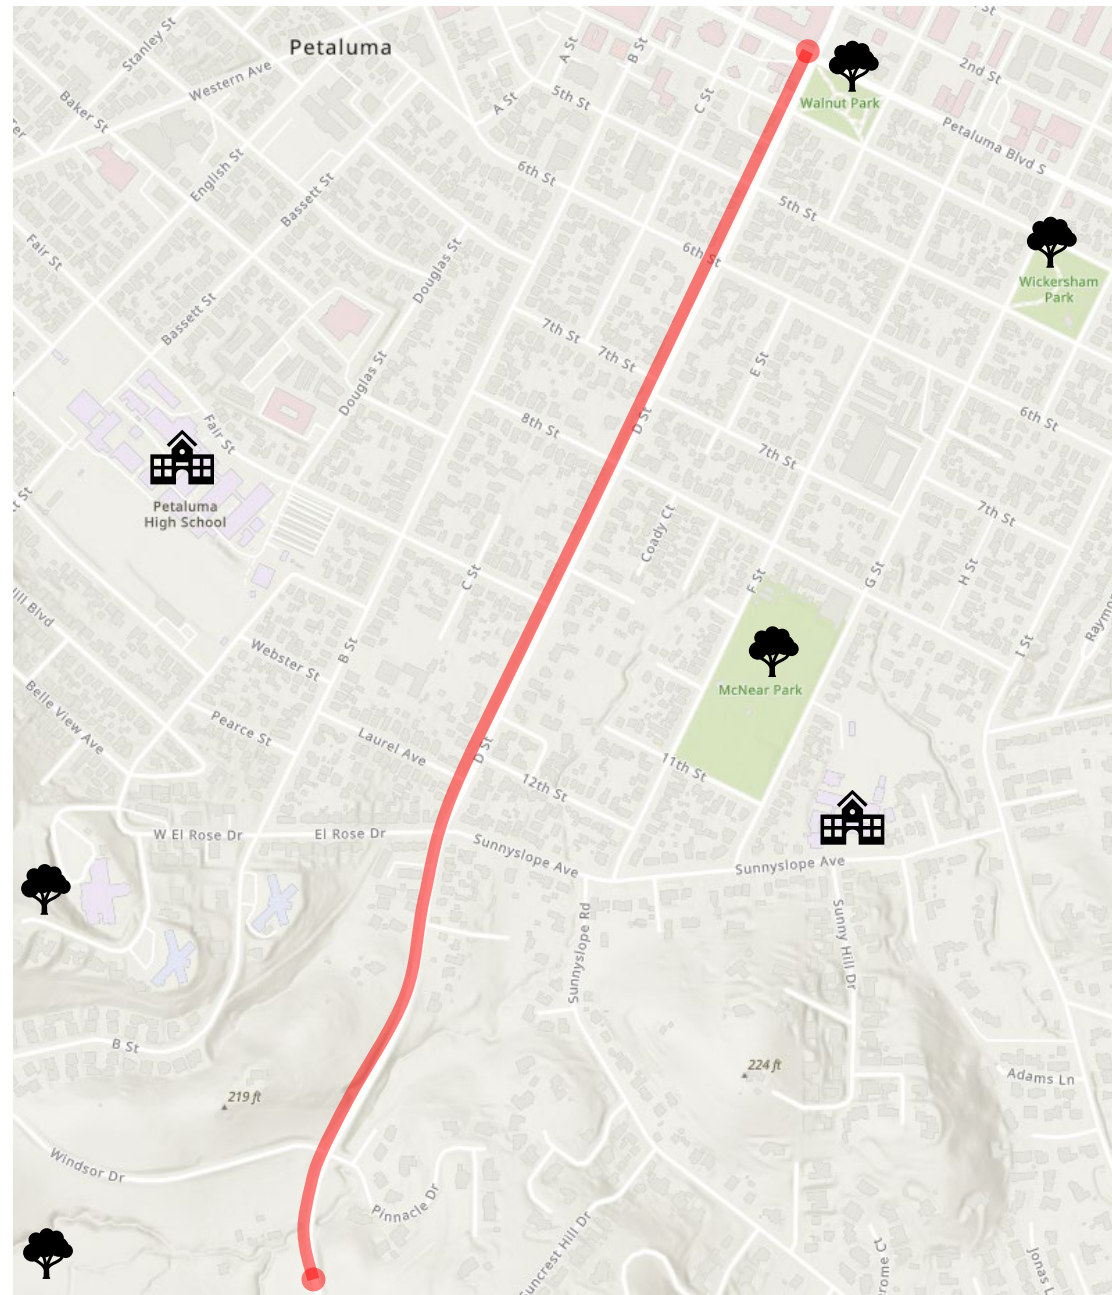 Stanley St
Petaluma
A St
B St
2nd St
Western Ave
Walnut Park
Baker St
A St
5th St
C St
Petaluma Blvd S
English St
Bassett St
6th St
5th St
Fair St
Douglas St
6th St
Wickersham
Park
Bassett St
7th St
7th St
E St
Douglas St
Fair St
8th St
D St
6th St
7th St
Petaluma
High School
7th St
Coady Ct
C St
F St
G St
H St
Webster St
B St
I St
McNear Park
Belle View Ave
Pearce St
Laurel Ave
D St
11th St
12th St
W El Rose Dr
El Rose Dr
Sunnyslope Ave
Sunnyslope Ave
Sunnyslope Rd
Sunny Hill Dr
B St
219 ft
224 ft
Adams Ln
Windsor Dr
Pinnacle Dr
Suncrest Hill Dr